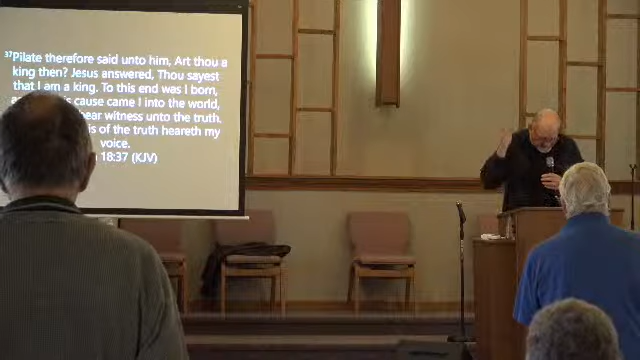 37Pilate therefore said unto him, Art thou a
king then? Jesus answered, Thou sayest
that I am a king. To this end was I born,
cause came I into the world,
bear witness unto the truth.
is of the truth heareth my
voice.
18:37 (KJV)